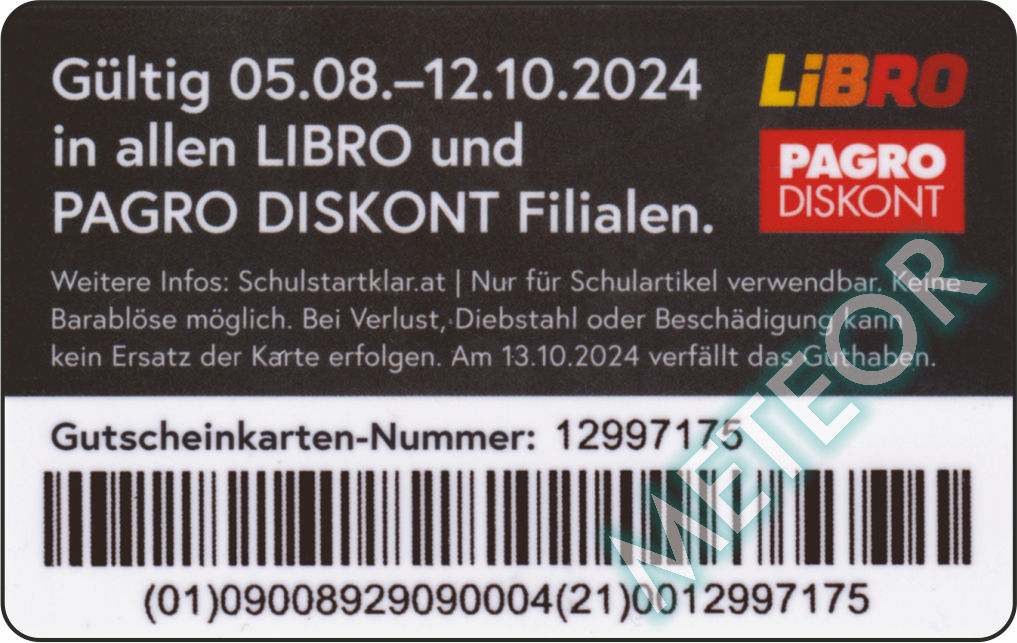 Gültig 05.08.–12.10.2024
in allen LIBRO und
PAGRO DISKONT Filialen.
LiBRO
PAGRO
DISKONT
Weitere Infos: Schulstartklar.at | Nur für Schulartikel verwendbar. Keine
Barablöse möglich. Bei Verlust, Diebstahl oder Beschädigung kann
kein Ersatz der Karte erfolgen. Am 13.10.2024 verfällt das Guthaben.
Gutscheinkarten-Nummer: 12997175
(01)09008929090004(21)0012997175
METEOR